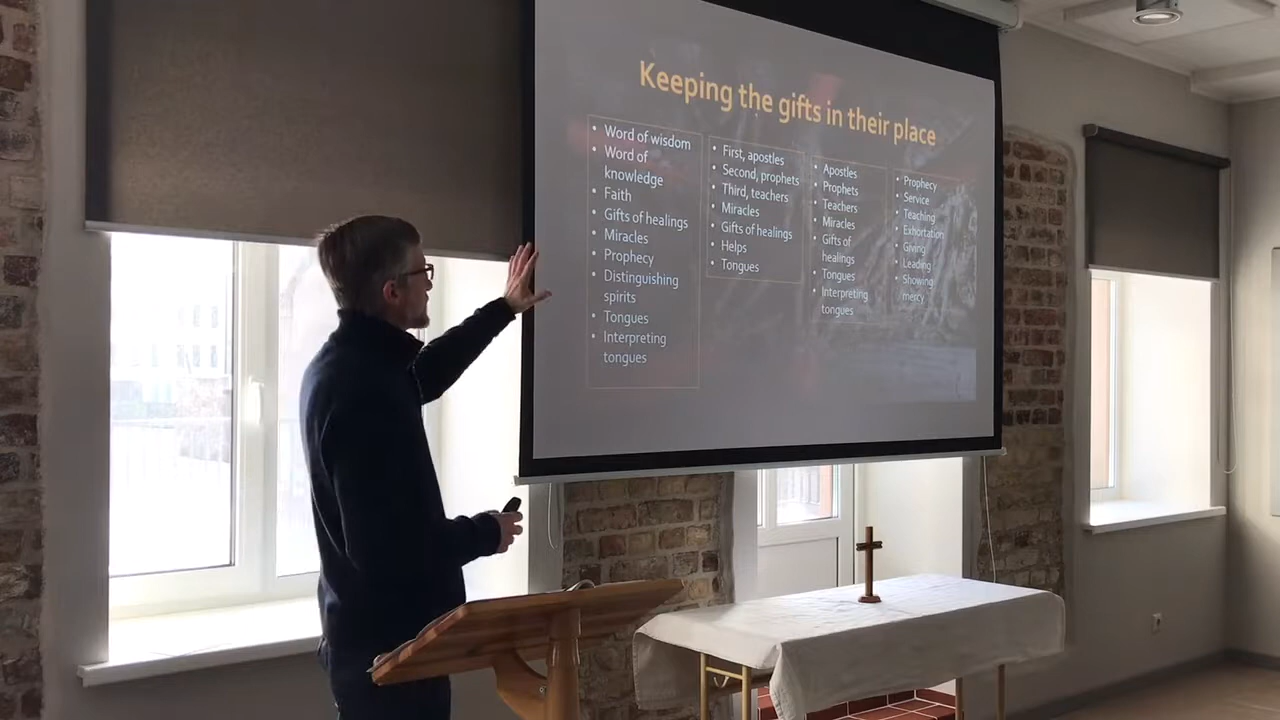 Keeping the gifts in their place
• Word of wisdom
• Word of
knowledge
• Faith
• Gifts of healings
• Miracles
• Prophecy
• Distinguishing
spirits
• Tongues
• Interpreting
tongues
• First, apostles
• Second, prophets
• Third, teachers
• Miracles
• Gifts of healings
• Helps
• Tongues
• Apostles
• Prophets
• Teachers
• Miracles
• Gifts of
healings
• Tongues
• Interpreting
tongues
• Prophecy
• Service
• Teaching
• Exhortation
• Giving
• Leading
• Showing
mercy